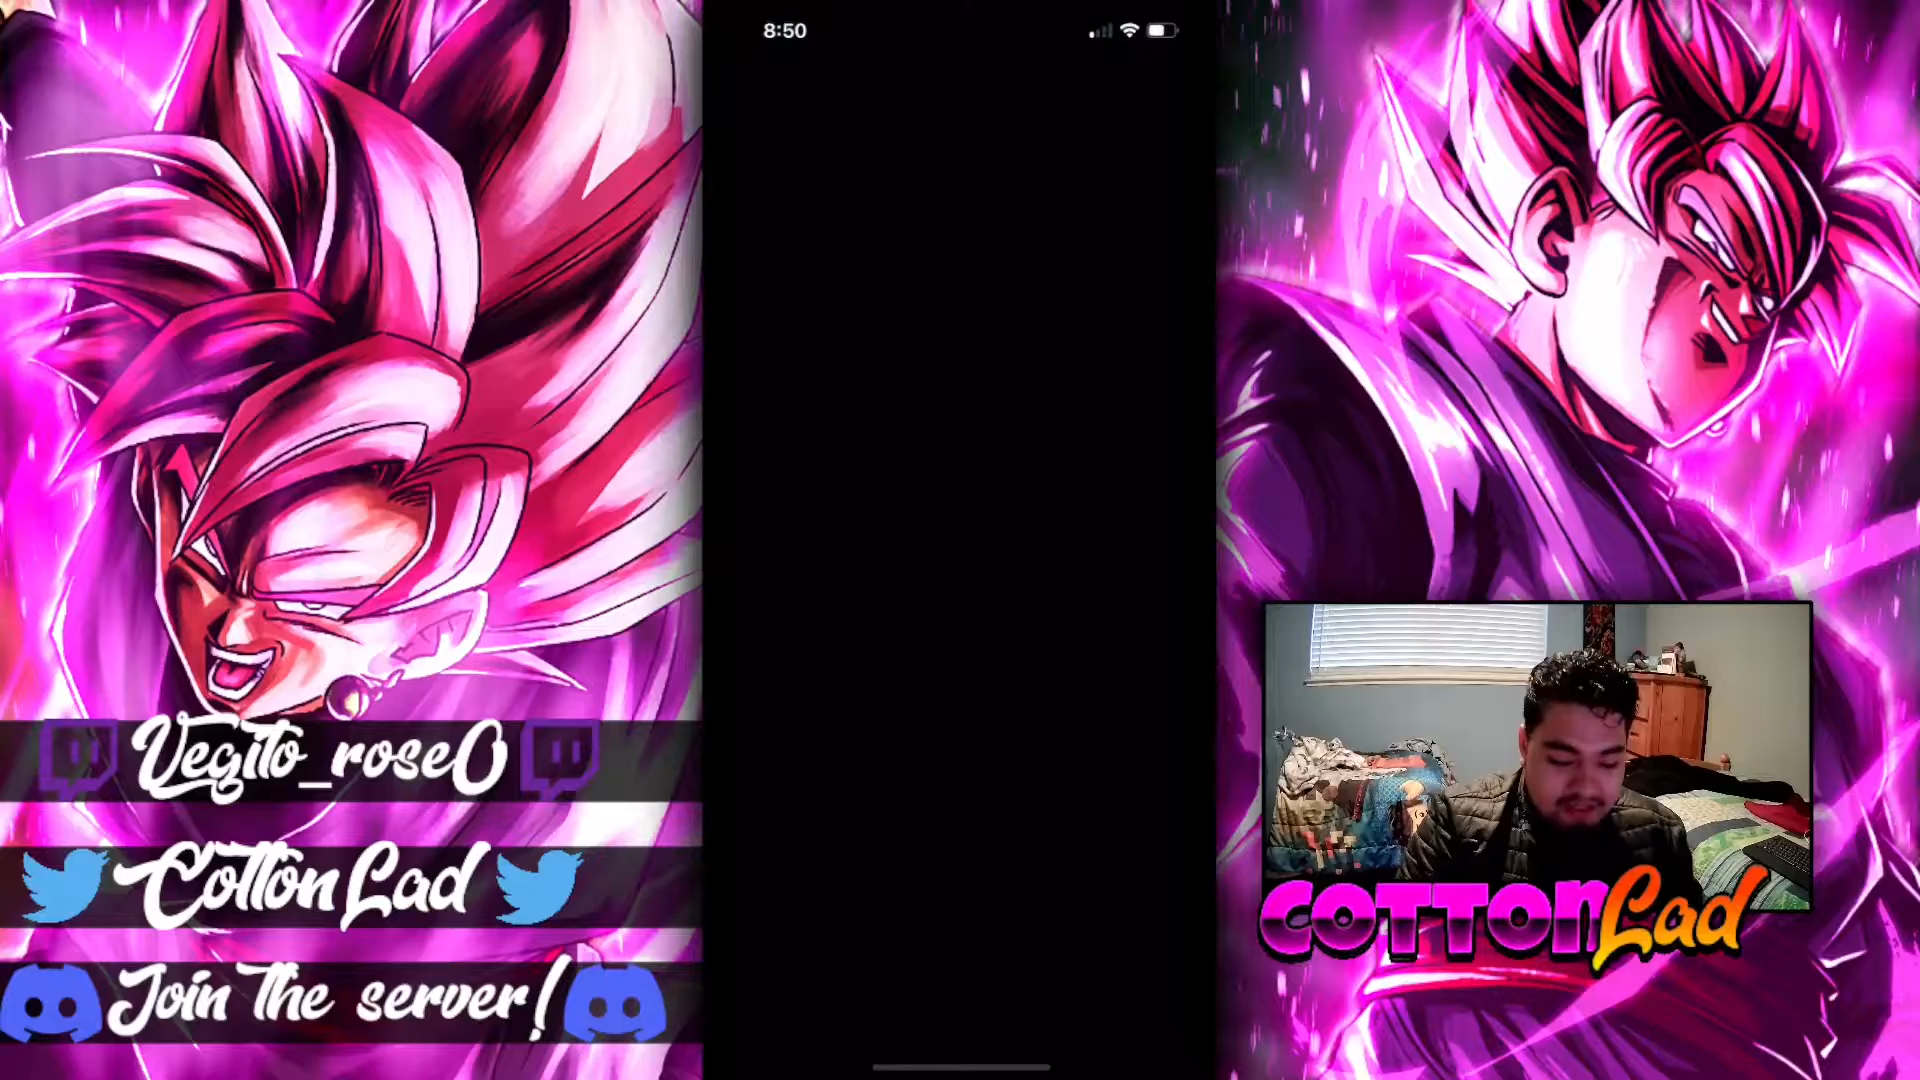 8:50
Vegito_rose0
CottonLad
Join The server!
COTTONLad